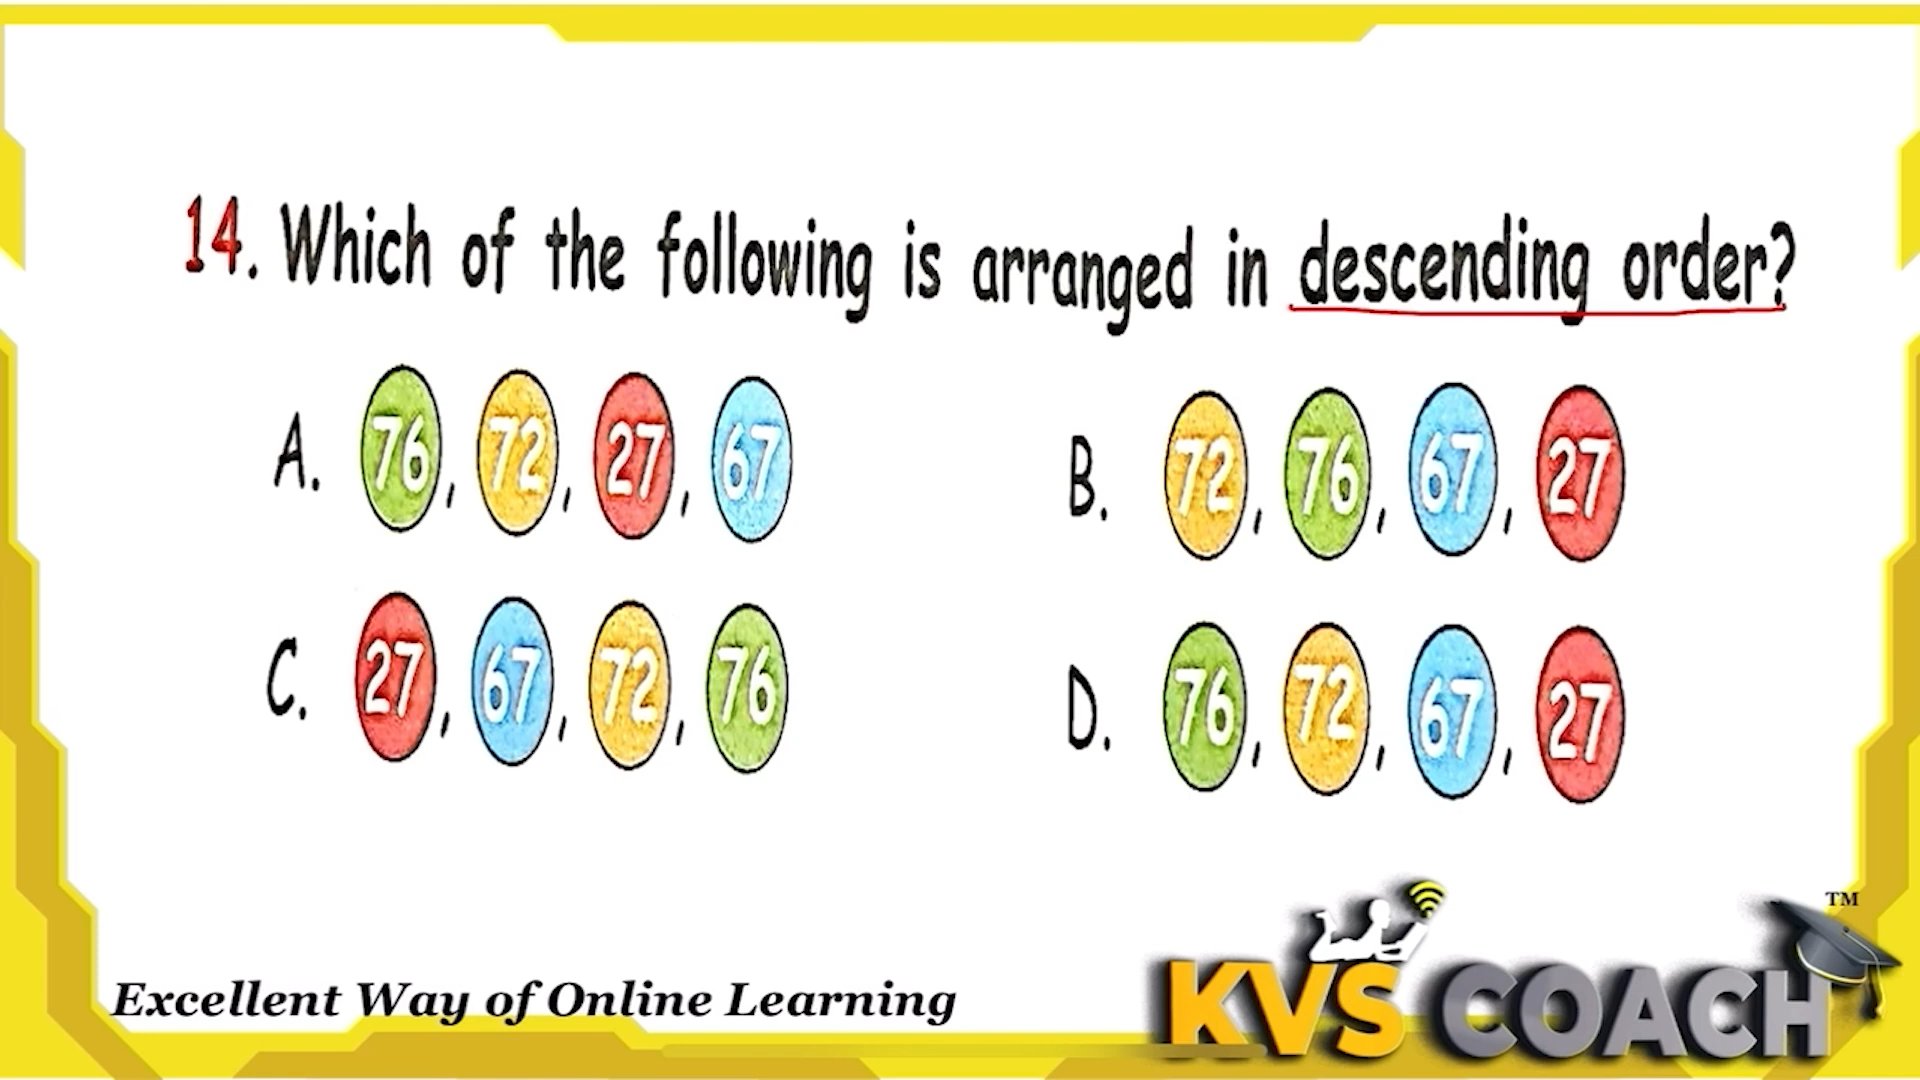 14. Which of the following is arranged in descending order?
A. 76, 72, 27, 67
B. 72, 76, 67, 27
C. 27, 67, 72, 76
D. 76, 72, 67, 27
Excellent Way of Online Learning
KVS COACH TM